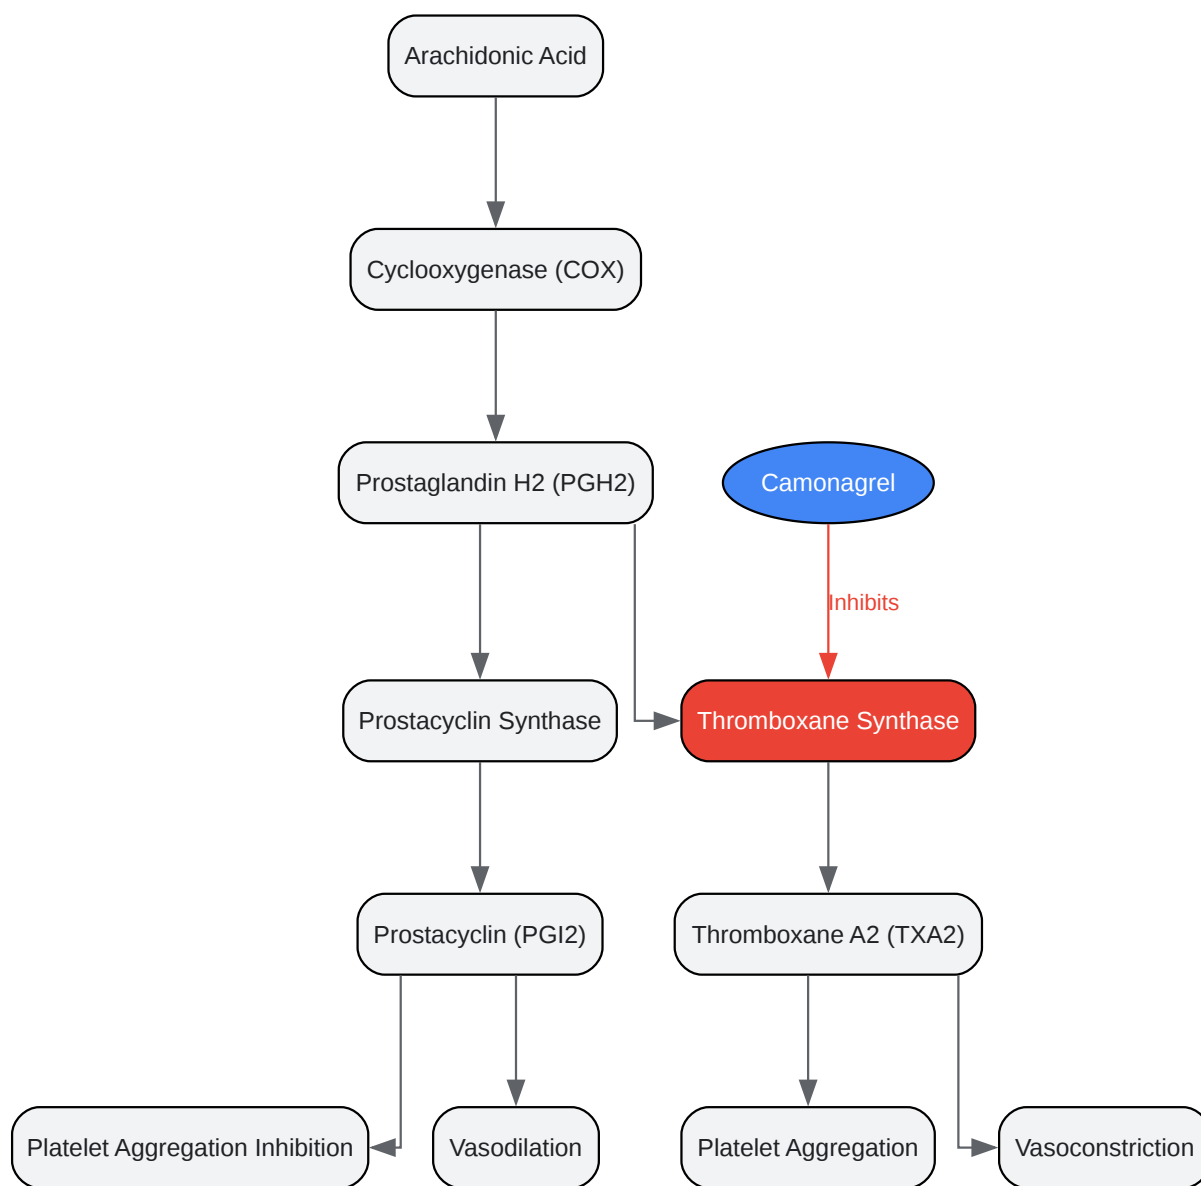 Arachidonic Acid
Cyclooxygenase (COX)
Prostaglandin H2 (PGH2)
Camonagrel
Inhibits
Prostacyclin Synthase
Thromboxane Synthase
Prostacyclin (PGI2)
Thromboxane A2 (TXA2)
Platelet Aggregation Inhibition
Vasodilation
Platelet Aggregation
Vasoconstriction